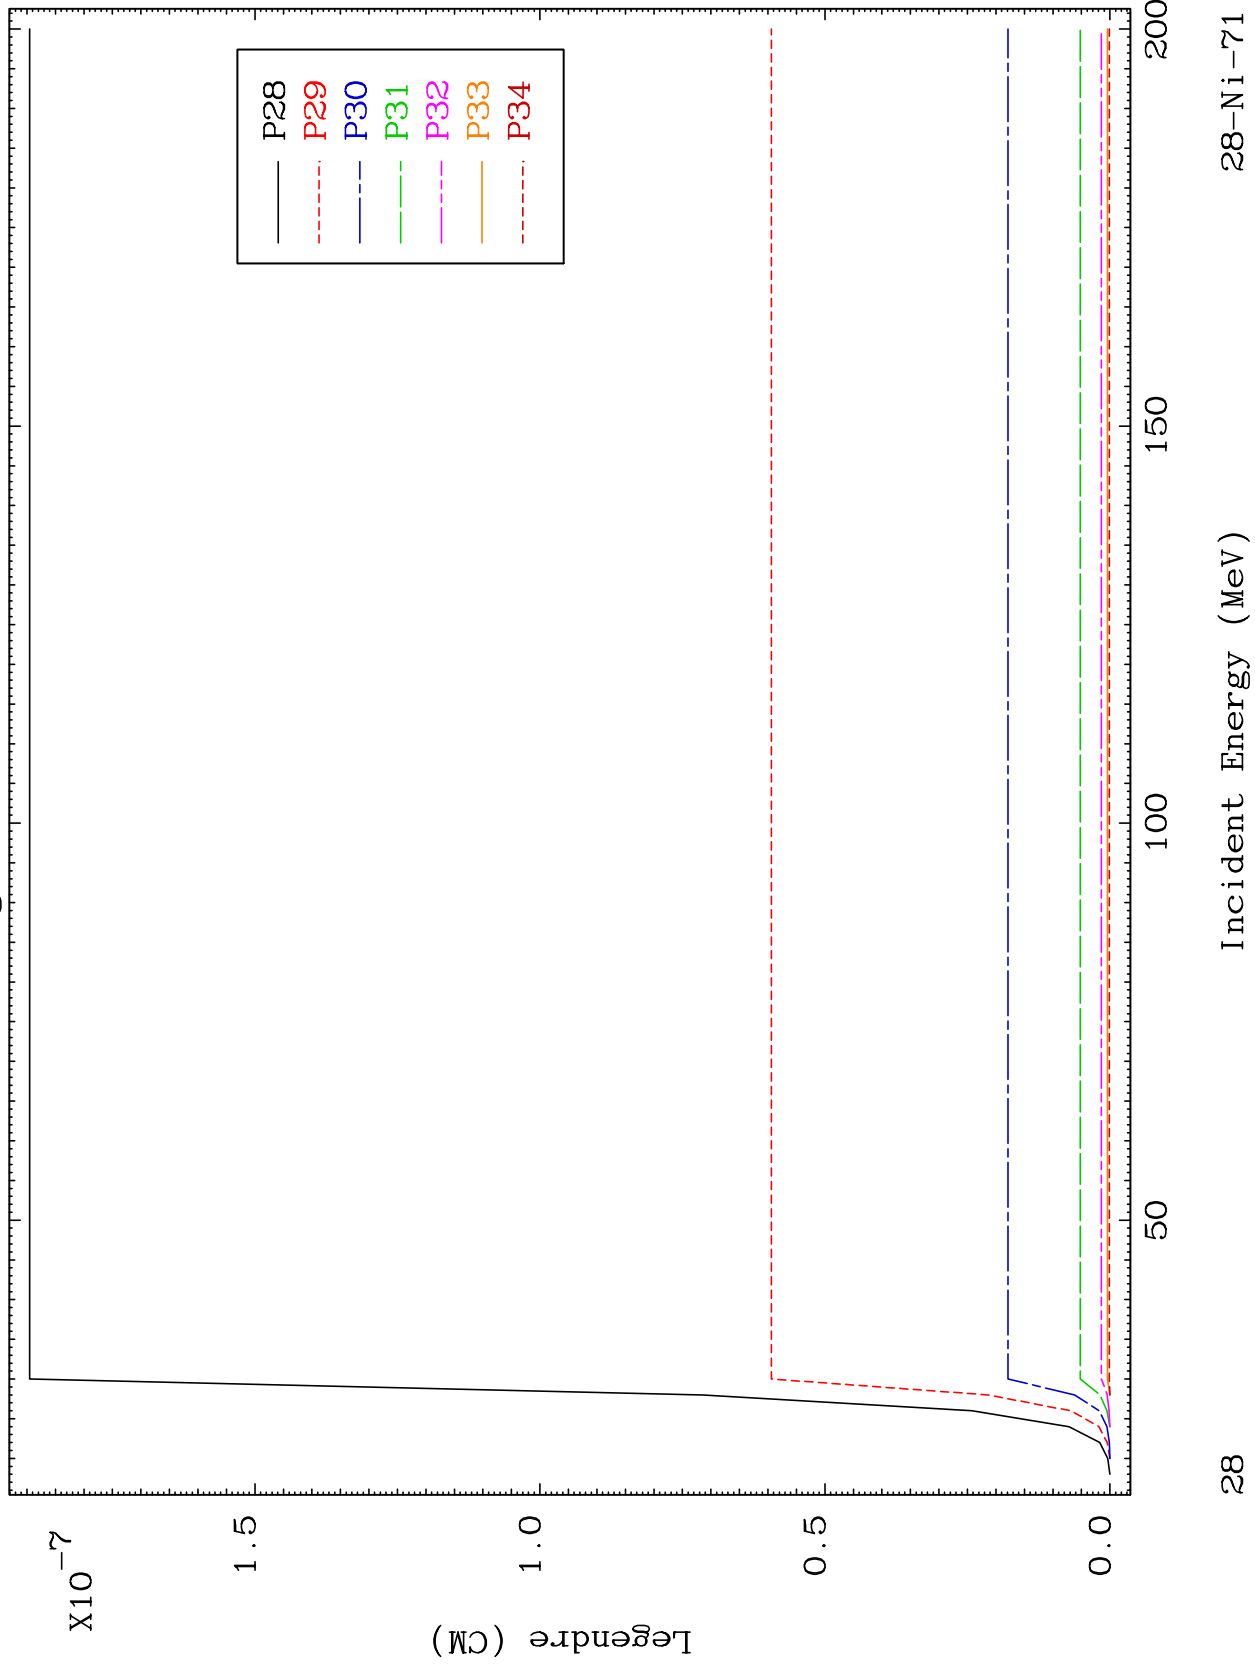 X10-7
1.5
1.0
0.5
0.0
Legendre (CM)
P28
P29
P30
P31
P32
P33
P34
50
100
150
200
Incident Energy (MeV)
28
28-Ni-71